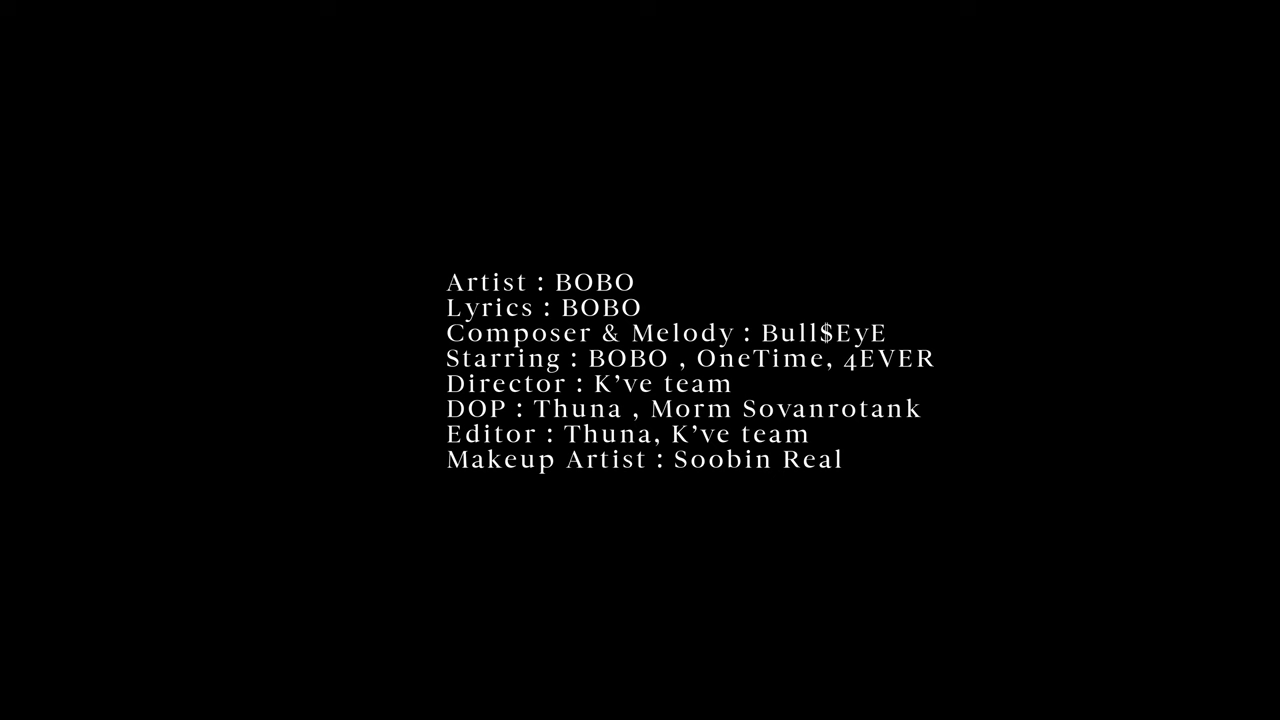 Artist : BOBO
Lyrics : BOBO
Composer & Melody : Bull$EyE
Starring : BOBO , OneTime, 4EVER
Director : K’ve team
DOP : Thuna , Morm Sovanrotank
Editor : Thuna, K’ve team
Makeup Artist : Soobin Real